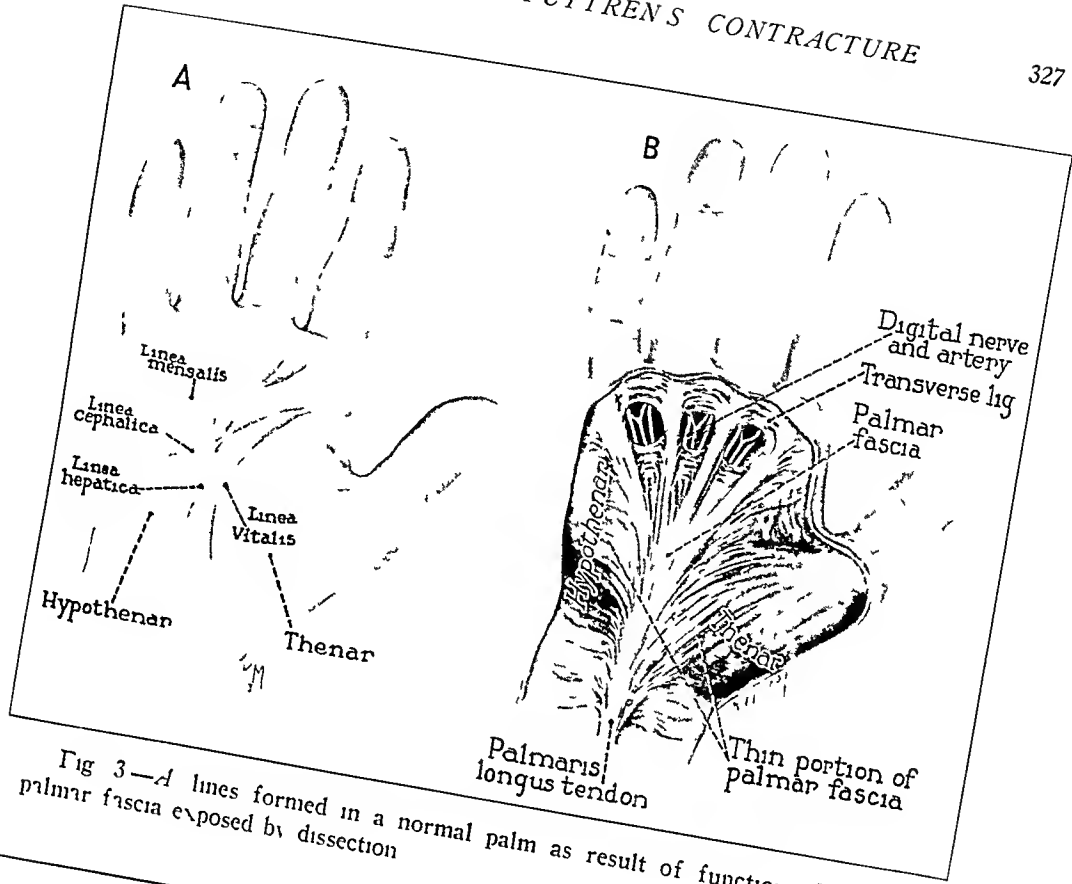 CONTRACTURE
327
A
B
Linea
mensalis
Linea
cephalica
Linea
hepatica
Linea
Vitalis
Hypothenar
Thenar
Digital nerve
and artery
Transverse lig
Palmar
fascia
Hypothenar
Thenar
Palmaris
longus tendon
Thin portion of
palmar fascia
Fig 3—A lines formed in a normal palm as result of
palmar fascia exposed by dissection